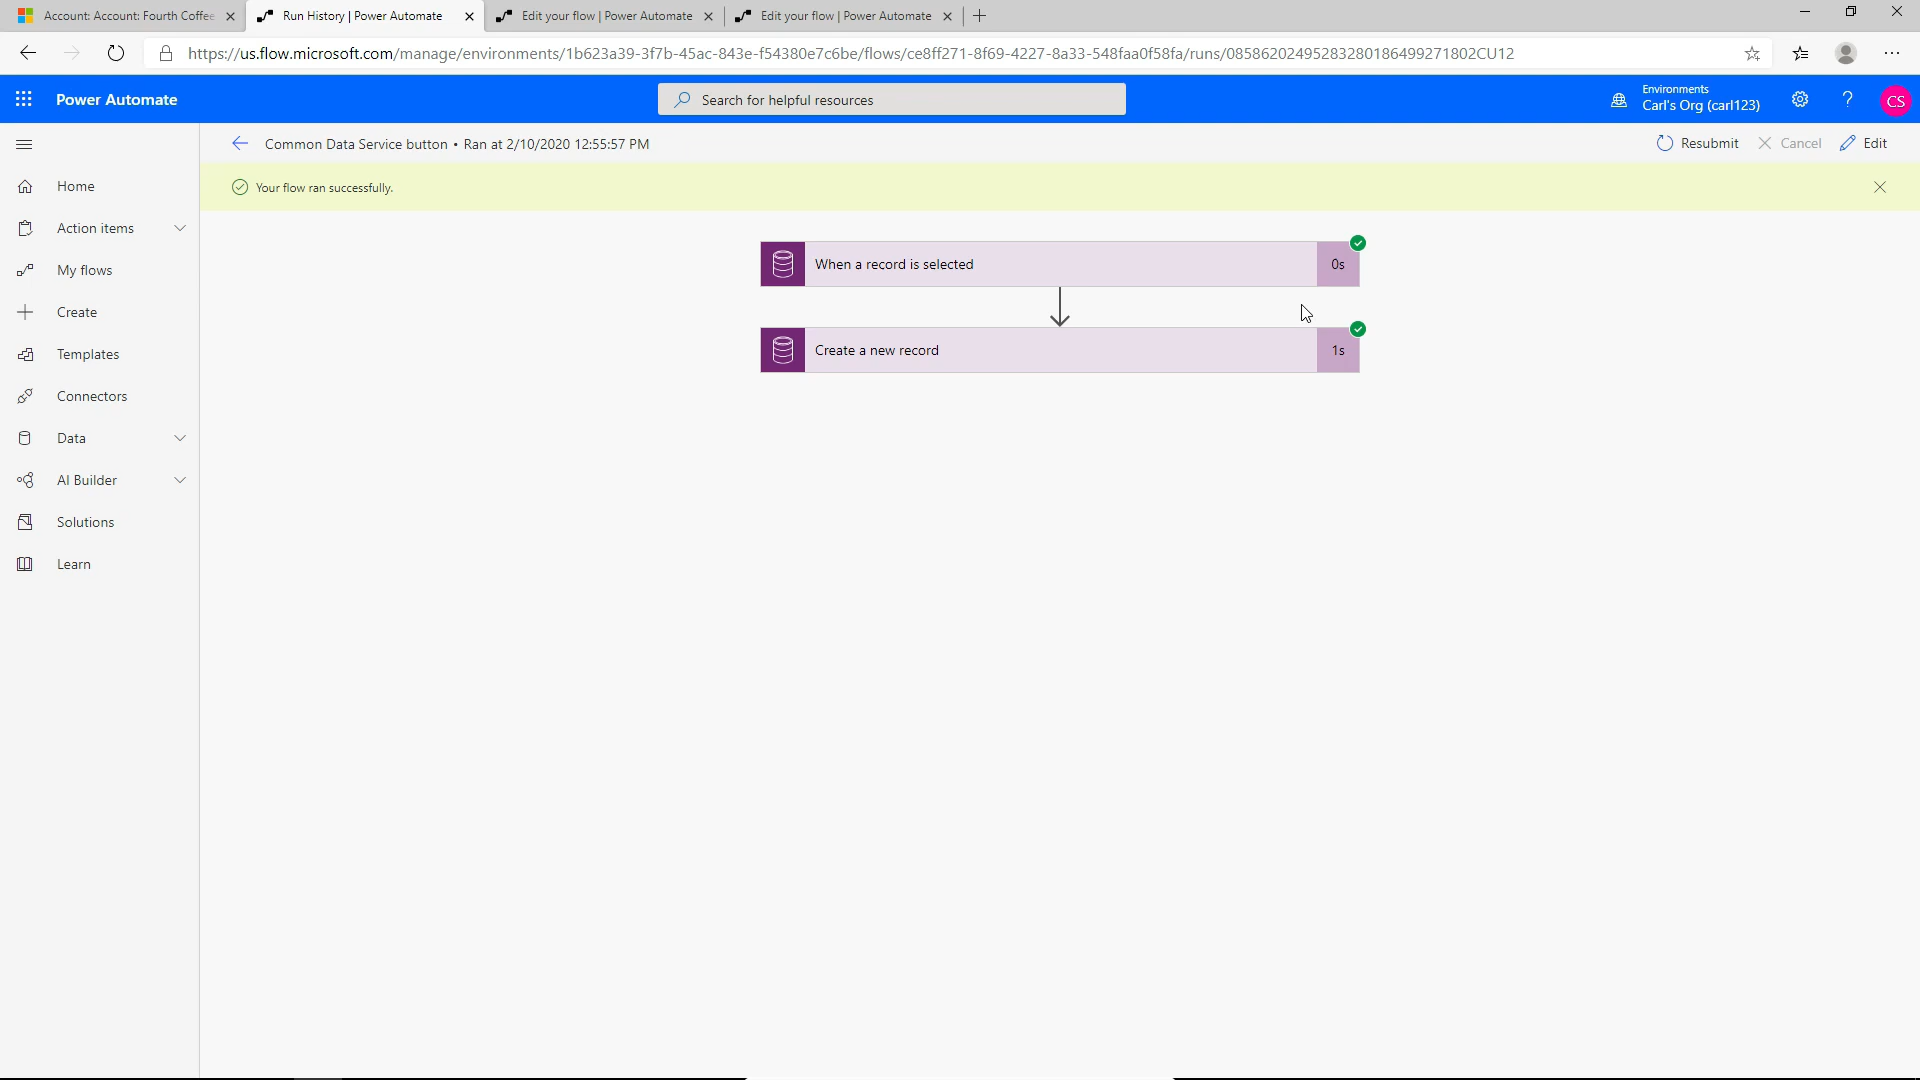 Account: Account: Fourth Coffee
Run History | Power Automate
Edit your flow | Power Automate
Edit your flow | Power Automate
https://us.flow.microsoft.com/manage/environments/1b623a39-3f7b-45ac-843e-f54380e7c6be/flows/ce8ff271-8f69-4227-8a33-548faa0f58fa/runs/08586202495283280186499271802CU12
Power Automate
Search for helpful resources
Environments
Carl's Org (carl123)
?
CS
Common Data Service button • Ran at 2/10/2020 12:55:57 PM
Resubmit
Cancel
Edit
Your flow ran successfully.
Home
Action items
My flows
Create
Templates
Connectors
Data
AI Builder
Solutions
Learn
When a record is selected
0s
Create a new record
1s